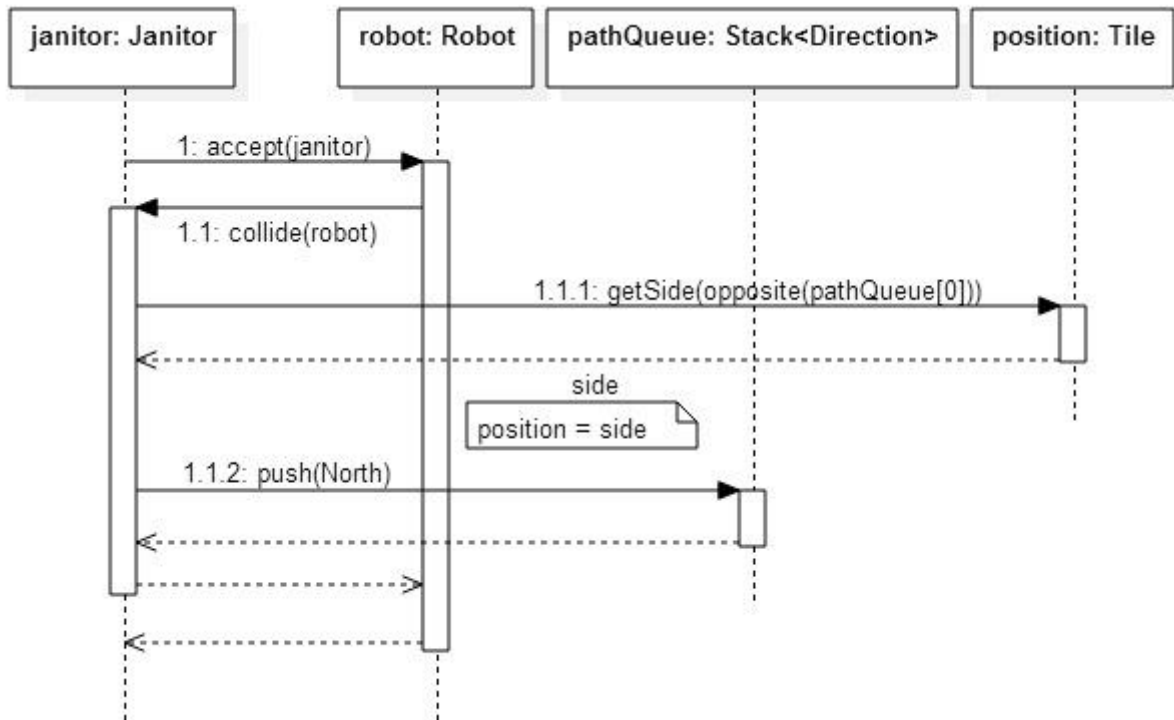 janitor: Janitor
robot: Robot
pathQueue: Stack<Direction>
position: Tile
1: accept(janitor)
1.1: collide(robot)
1.1.1: getSide(opposite(pathQueue[0]))
side
position = side
1.1.2: push(North)